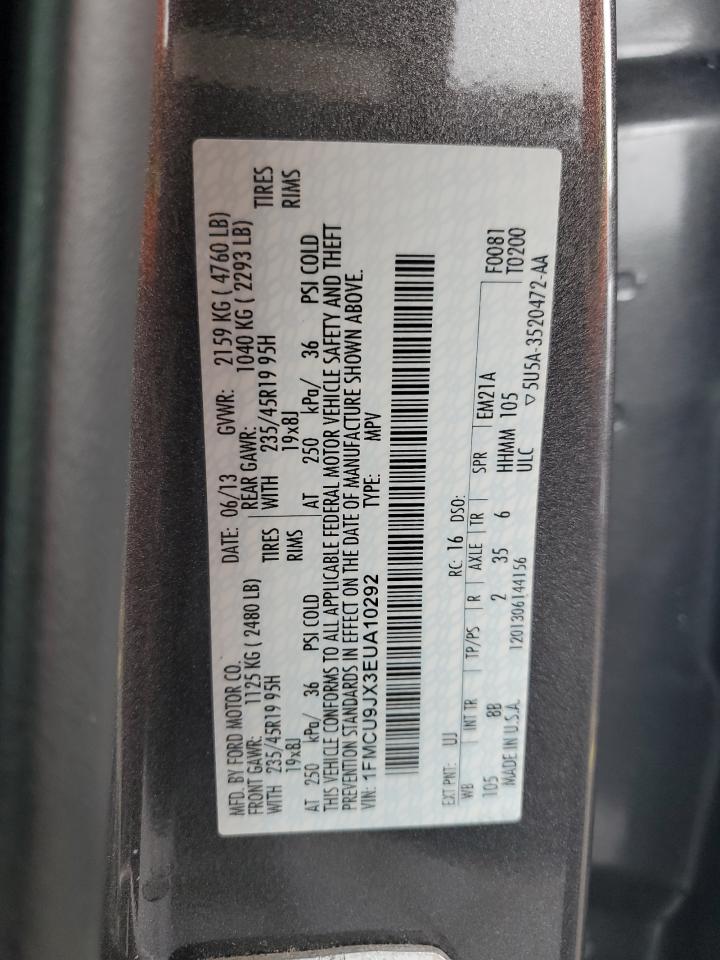 MFD. BY FORD MOTOR CO.
DATE: 06/13 GVWR: 2159 KG ( 4760 LB)
FRONT GAWR: 1125 KG ( 2480 LB) REAR GAWR: 1040 KG ( 2293 LB)
WITH 235/45R19 95H TIRES WITH 235/45R19 95H TIRES
19x8J RIMS 19x8J RIMS
AT 250 kPa/ 36 PSI COLD AT 250 kPa/ 36 PSI COLD
THIS VEHICLE CONFORMS TO ALL APPLICABLE FEDERAL MOTOR VEHICLE SAFETY AND THEFT
PREVENTION STANDARDS IN EFFECT ON THE DATE OF MANUFACTURE SHOWN ABOVE.
VIN: 1FMCU9JX3EUA10292 TYPE: MPV
EXT PNT: UJ RC: 16 DSO: F0081
WB INT TR TP/PS R AXLE TR SPR FM21A T0200
105 8B 2 35 6 HHMM 105
MADE IN U.S.A. 1201306144156 ULC ▽5U5A-3520472-AA